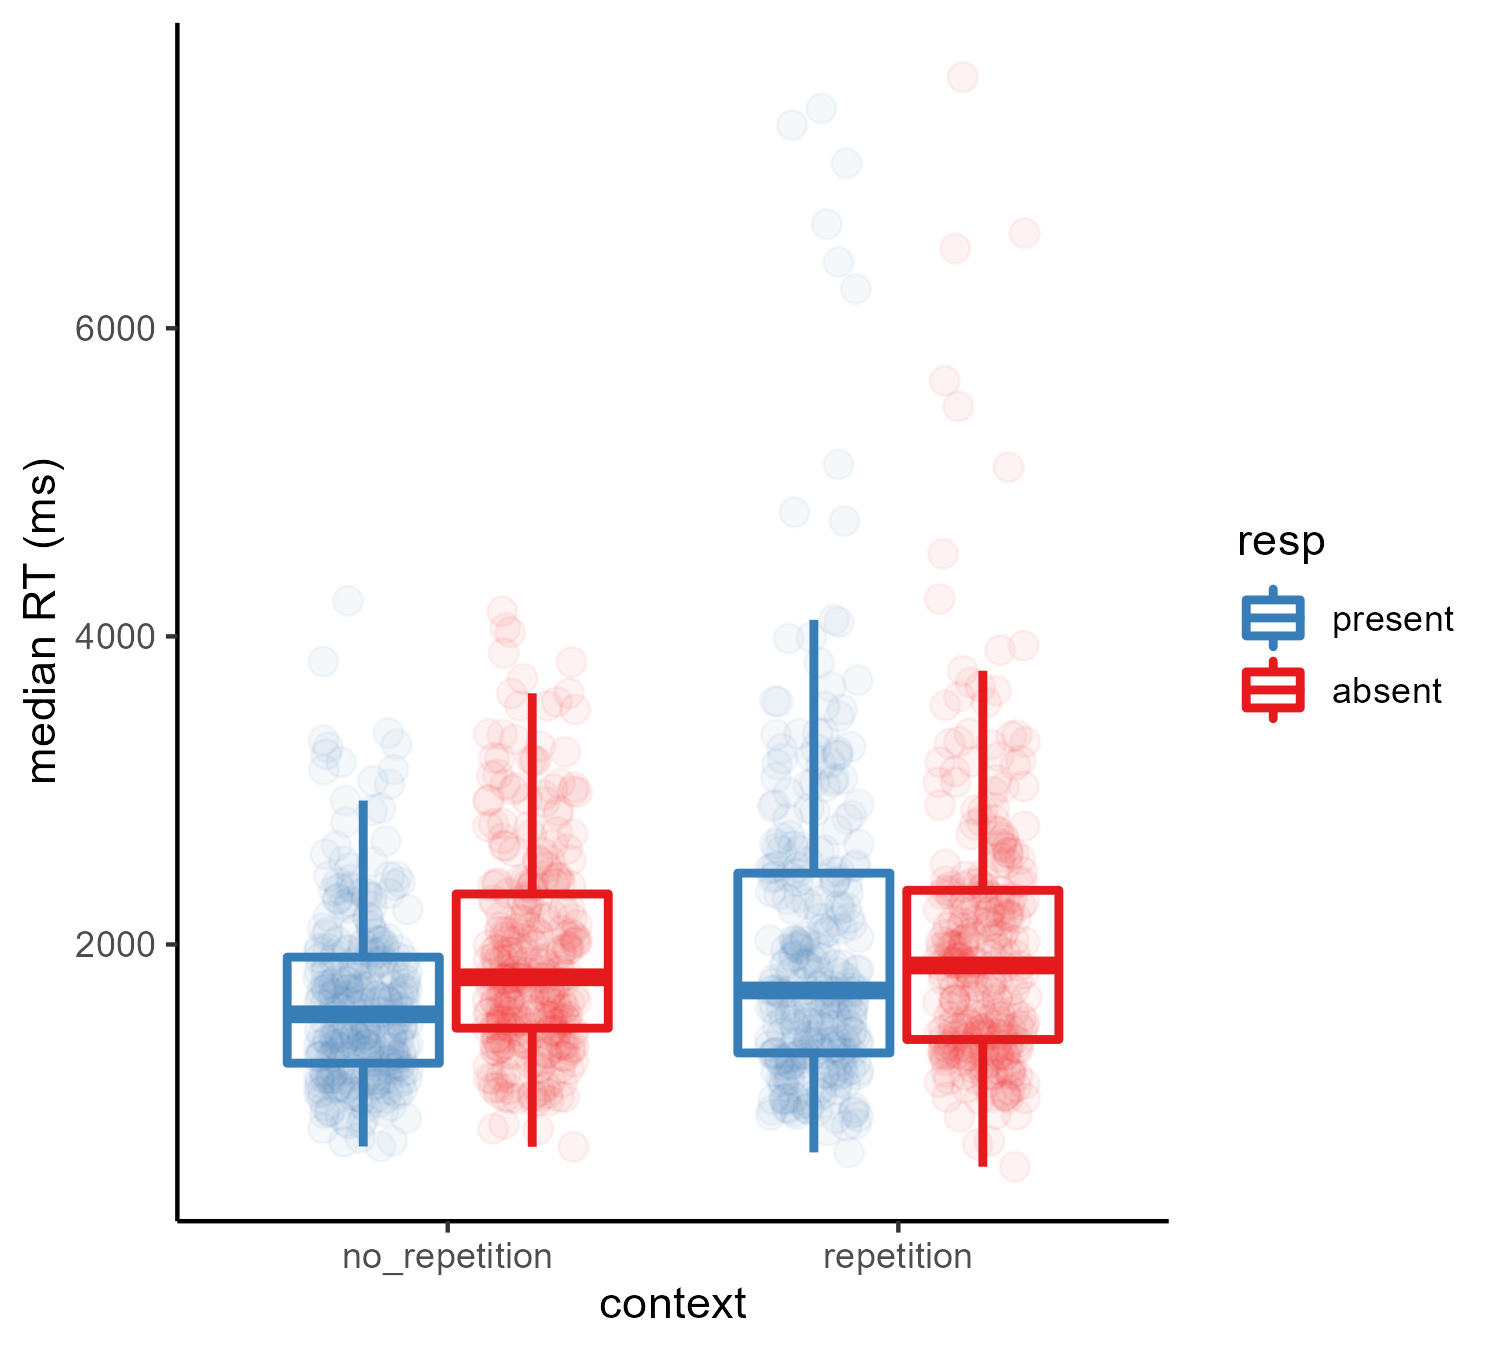 median RT (ms)
6000
4000
2000
no_repetition
repetition
context
resp
present
absent